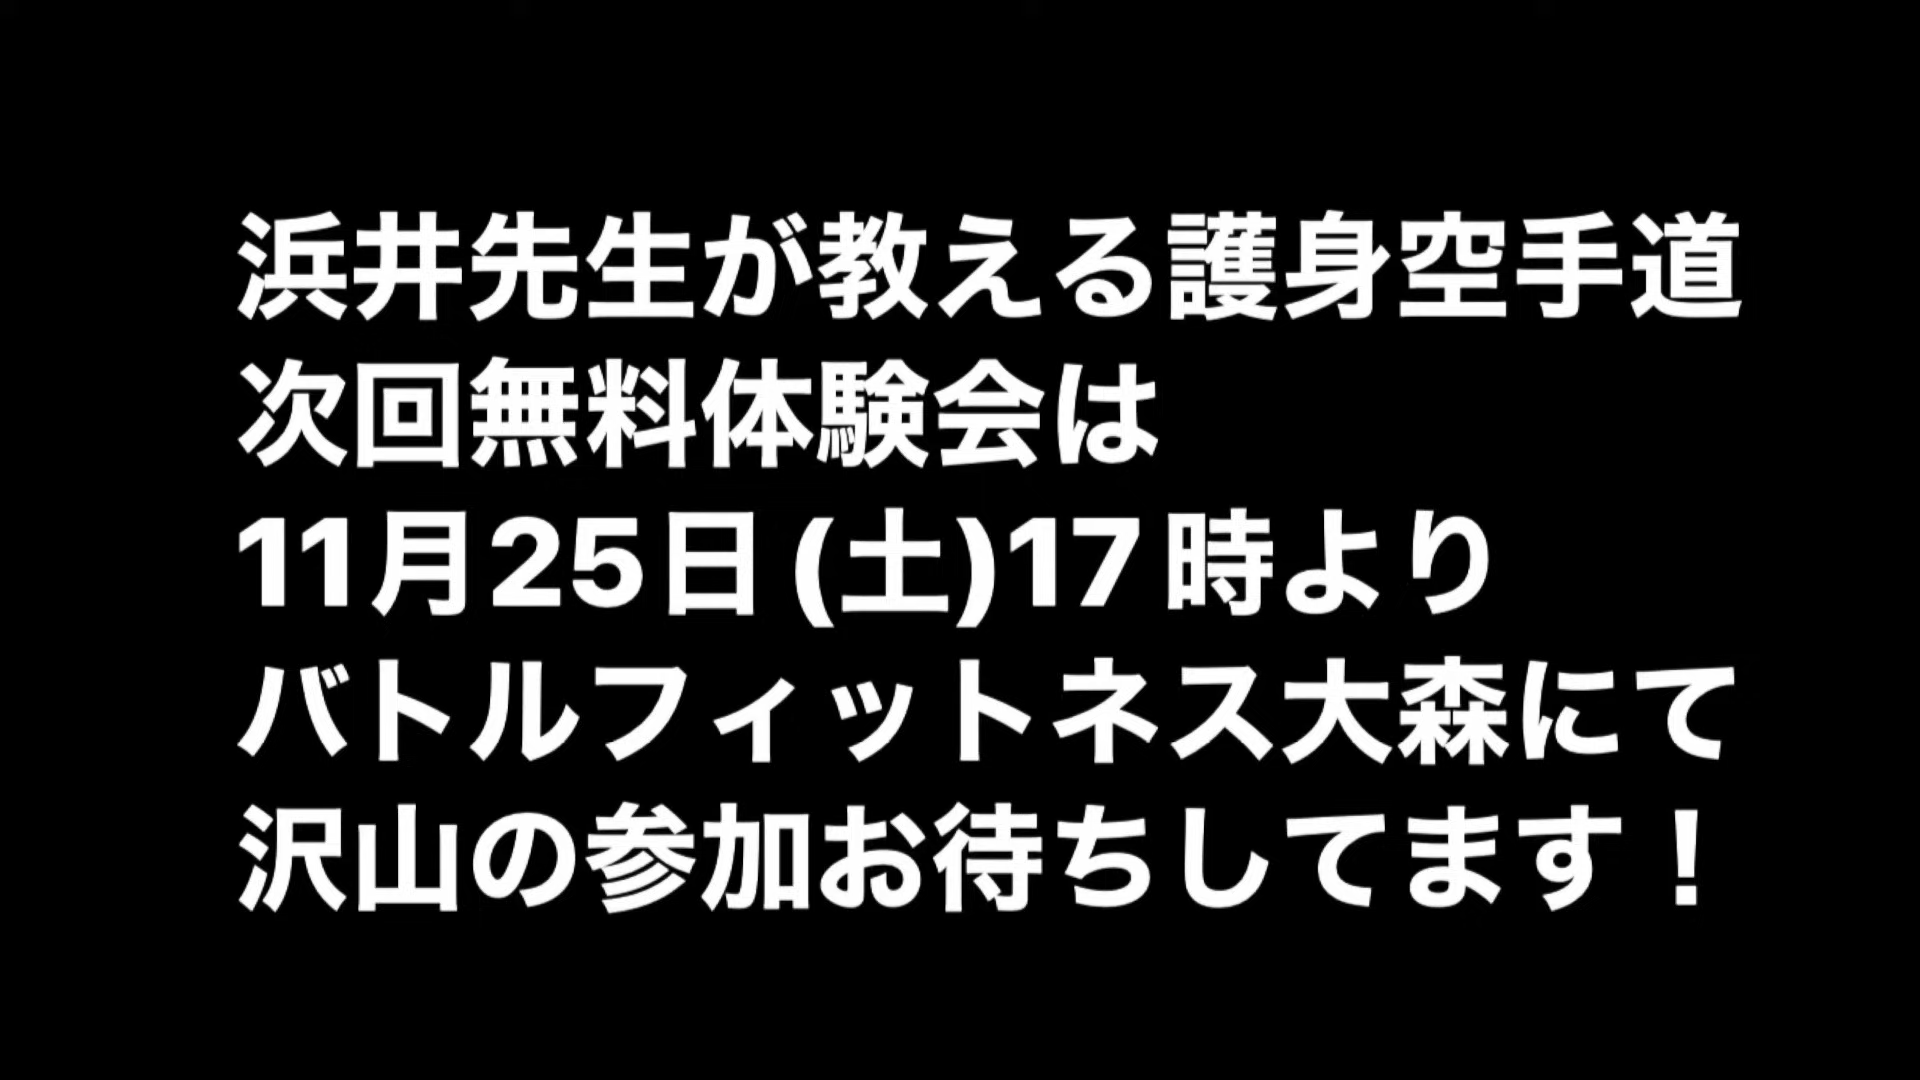 浜井先生が教える護身空手道
次回無料体験会は
11月25日(土)17時より
バトルフィットネス大森にて
沢山の参加お待ちしてます！